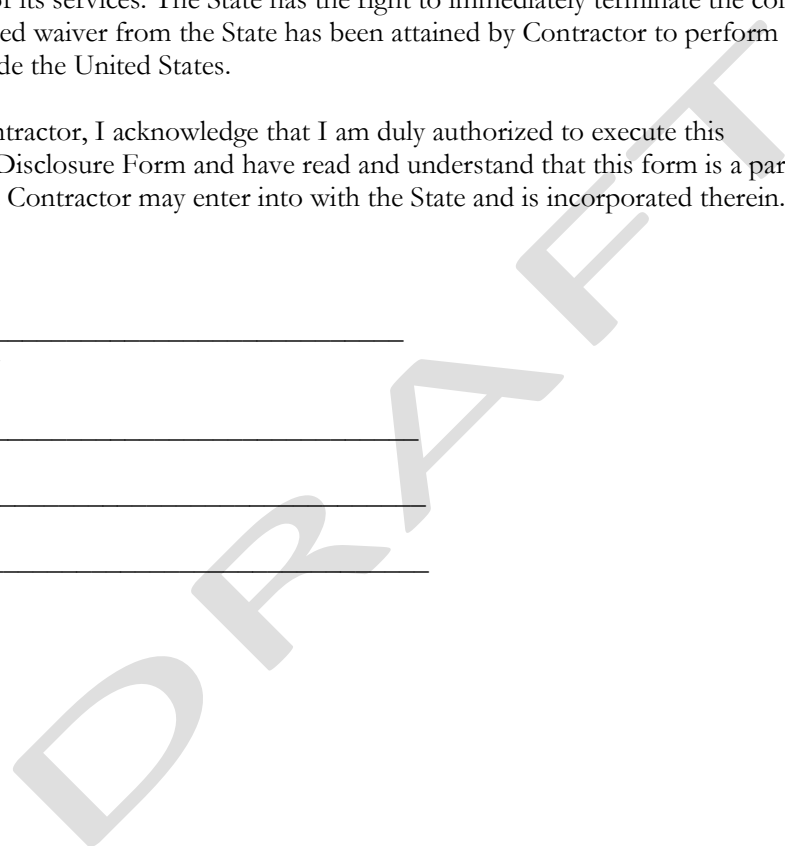 of its services. The State has the right to immediately terminate the
ed waiver from the State has been attained by Contractor to perform
de the United States.
ntractor, I acknowledge that I am duly authorized to execute this
Disclosure Form and have read and understand that this form is a par
Contractor may enter into with the State and is incorporated therein.
DRAFT